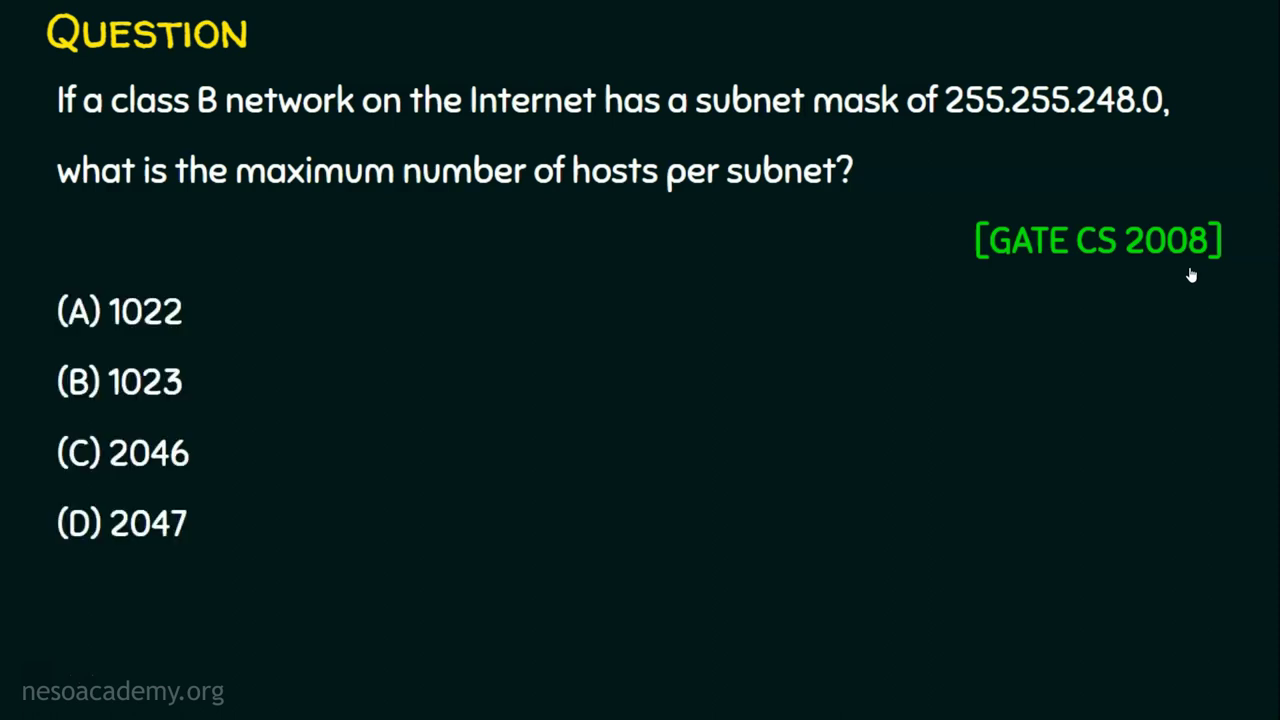 QUESTION
If a class B network on the Internet has a subnet mask of 255.255.248.0,
what is the maximum number of hosts per subnet?
[GATE CS 2008]
(A) 1022
(B) 1023
(C) 2046
(D) 2047
nesoacademy.org